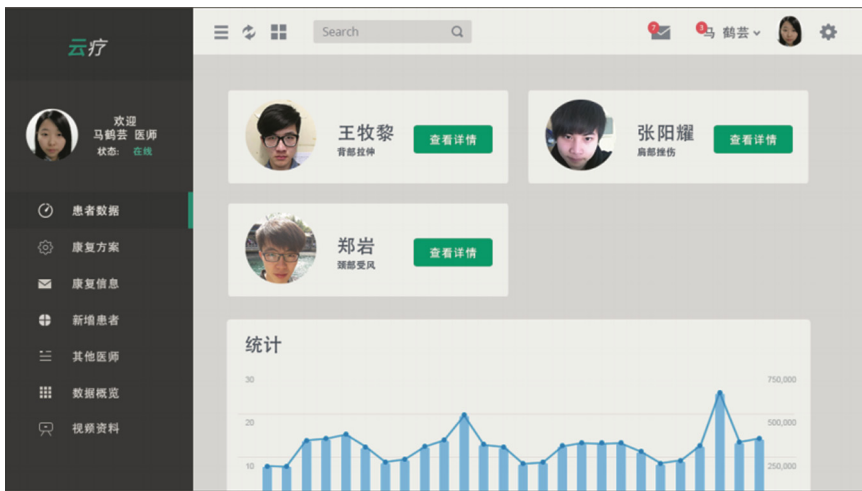 云疗
Search
7
3
马 鹤芸
欢迎
马鹤芸 医师
状态: 在线
患者数据
康复方案
康复信息
新增患者
其他医师
数据概览
视频资料
王牧黎
背部拉伸
查看详情
张阳耀
肩部挫伤
查看详情
郑岩
颈部受风
查看详情
统计
30
750,000
20
500,000
10
250,000